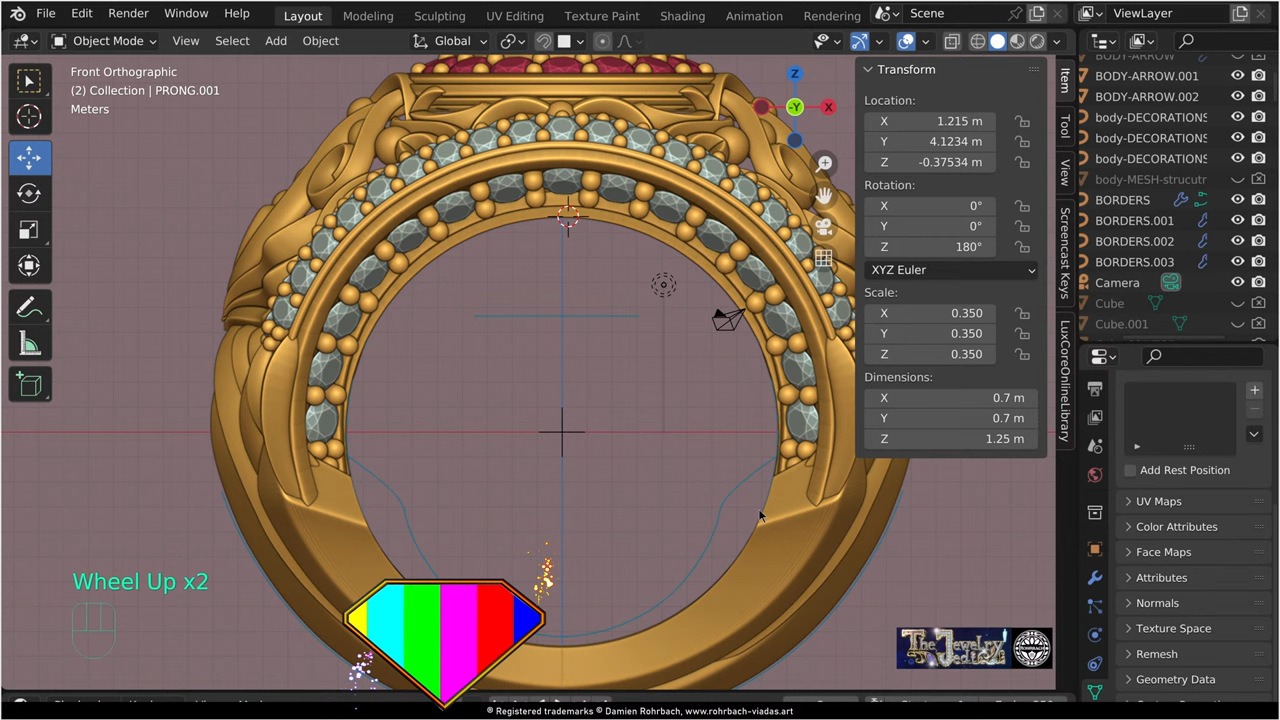 File Edit Render Window Help Layout Modeling Sculpting UV Editing Texture Paint Shading Animation Rendering Scene ViewLayer
Object Mode View Select Add Object Global
Front Orthographic
(2) Collection | PRONG.001
Meters
Z
-Y
X
Transform
Location:
X 1.215 m
Y 4.1234 m
Z -0.37534 m
Rotation:
X 0°
Y 0°
Z 180°
XYZ Euler
Scale:
X 0.350
Y 0.350
Z 0.350
Dimensions:
X 0.7 m
Y 0.7 m
Z 1.25 m
Item
Tool
View
Screencast Keys
LuxCoreOnlineLibrary
BODY-ARROW
BODY-ARROW.001
BODY-ARROW.002
body-DECORATIONS
body-DECORATIONS
body-DECORATIONS
body-MESH-strucutr
BORDERS
BORDERS.001
BORDERS.002
BORDERS.003
Camera
Cube
Cube.001
Add Rest Position
UV Maps
Color Attributes
Face Maps
Attributes
Normals
Texture Space
Remesh
Geometry Data
Wheel Up x2
The Jewelry
ROHRBACH
® Registered trademarks © Damien Rohrbach, www.rohrbach-viadas.art